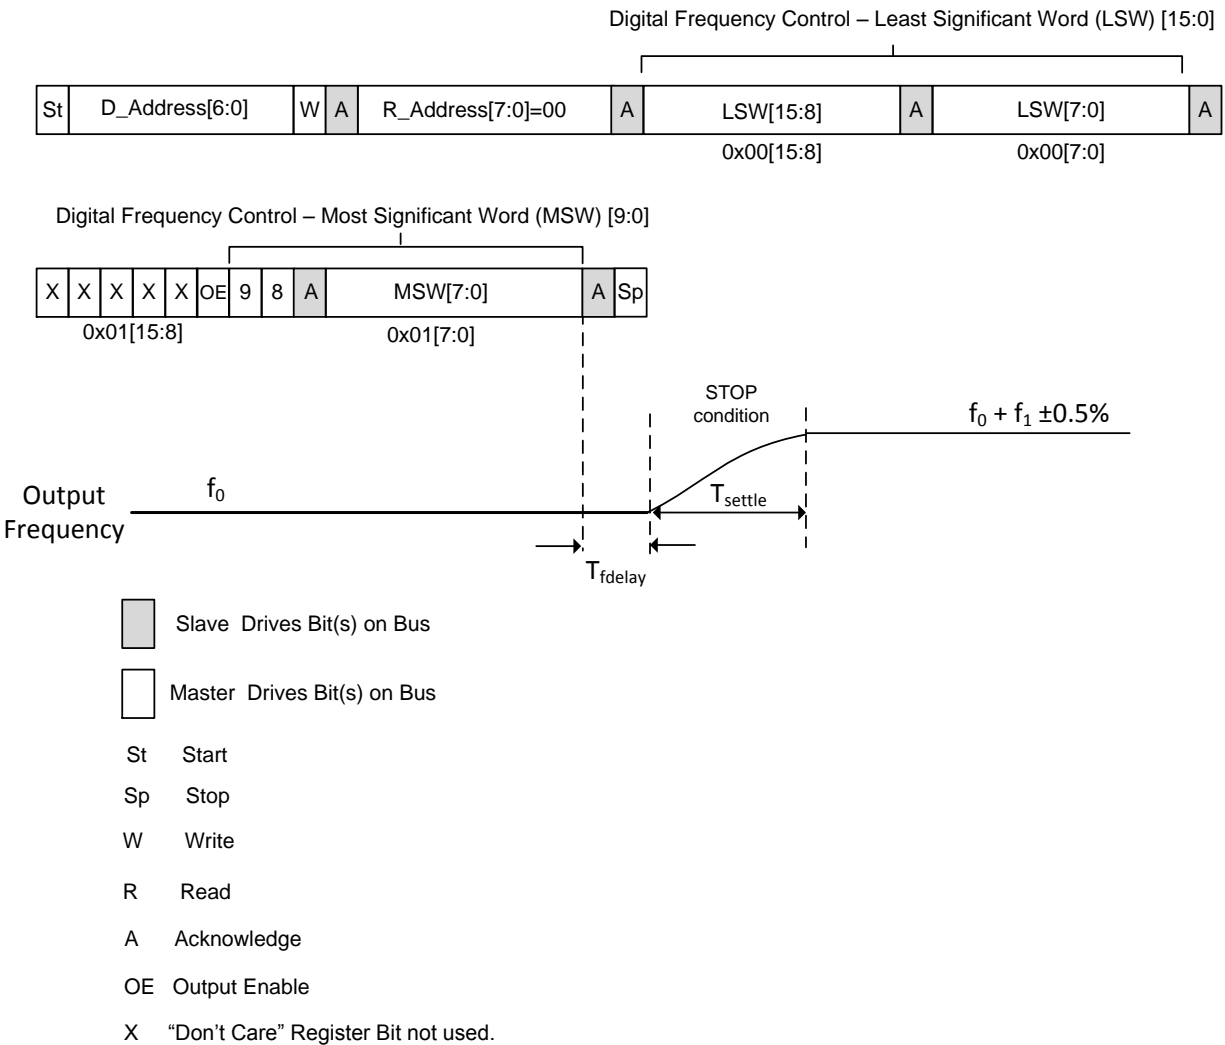 Digital Frequency Control – Least Significant Word (LSW) [15:0]
St D_Address[6:0] W A R_Address[7:0]=00 A LSW[15:8] A LSW[7:0] A
0x00[15:8] 0x00[7:0]
Digital Frequency Control – Most Significant Word (MSW) [9:0]
X X X X X OE 9 8 A MSW[7:0] A Sp
0x01[15:8] 0x01[7:0]
STOP
condition
f0 + f1 ±0.5%
f0
Output
Frequency
Tsettle
Tfdelay
Slave Drives Bit(s) on Bus
Master Drives Bit(s) on Bus
St Start
Sp Stop
W Write
R Read
A Acknowledge
OE Output Enable
X “Don’t Care” Register Bit not used.